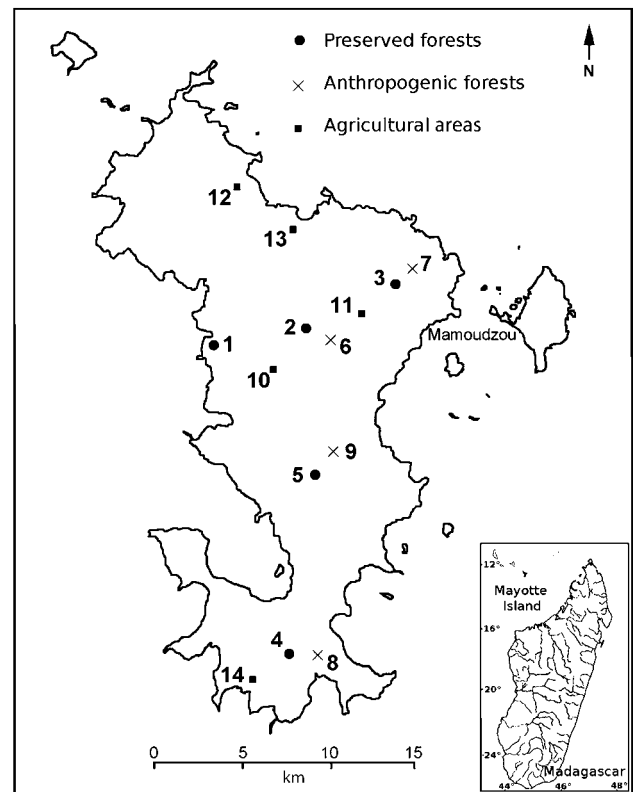 Preserved forests
Anthropogenic forests
Agricultural areas
N
12
13
7
3
11
2
6
1
Mamoudzou
10
9
5
4
8
14
0 5 10 15
km
12°
Mayotte
Island
16°
20°
24°
Madagascar
44° 46° 48°